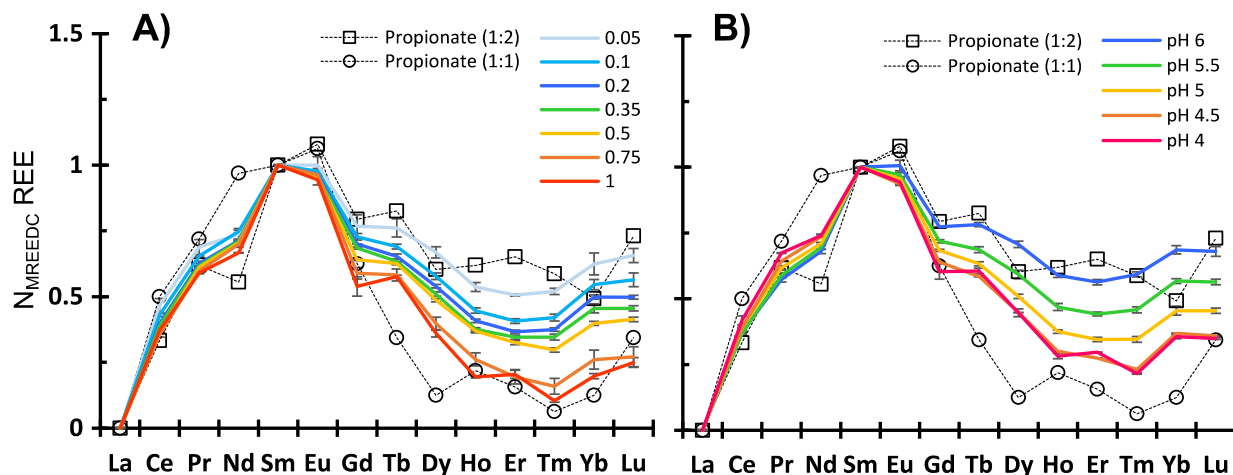 A)
B)
1.5
1
0.5
0
N_MREEDC REE
Propionate (1:2)
Propionate (1:1)
0.05
0.1
0.2
0.35
0.5
0.75
1
Propionate (1:2)
Propionate (1:1)
pH 6
pH 5.5
pH 5
pH 4.5
pH 4
La Ce Pr Nd Sm Eu Gd Tb Dy Ho Er Tm Yb Lu
La Ce Pr Nd Sm Eu Gd Tb Dy Ho Er Tm Yb Lu